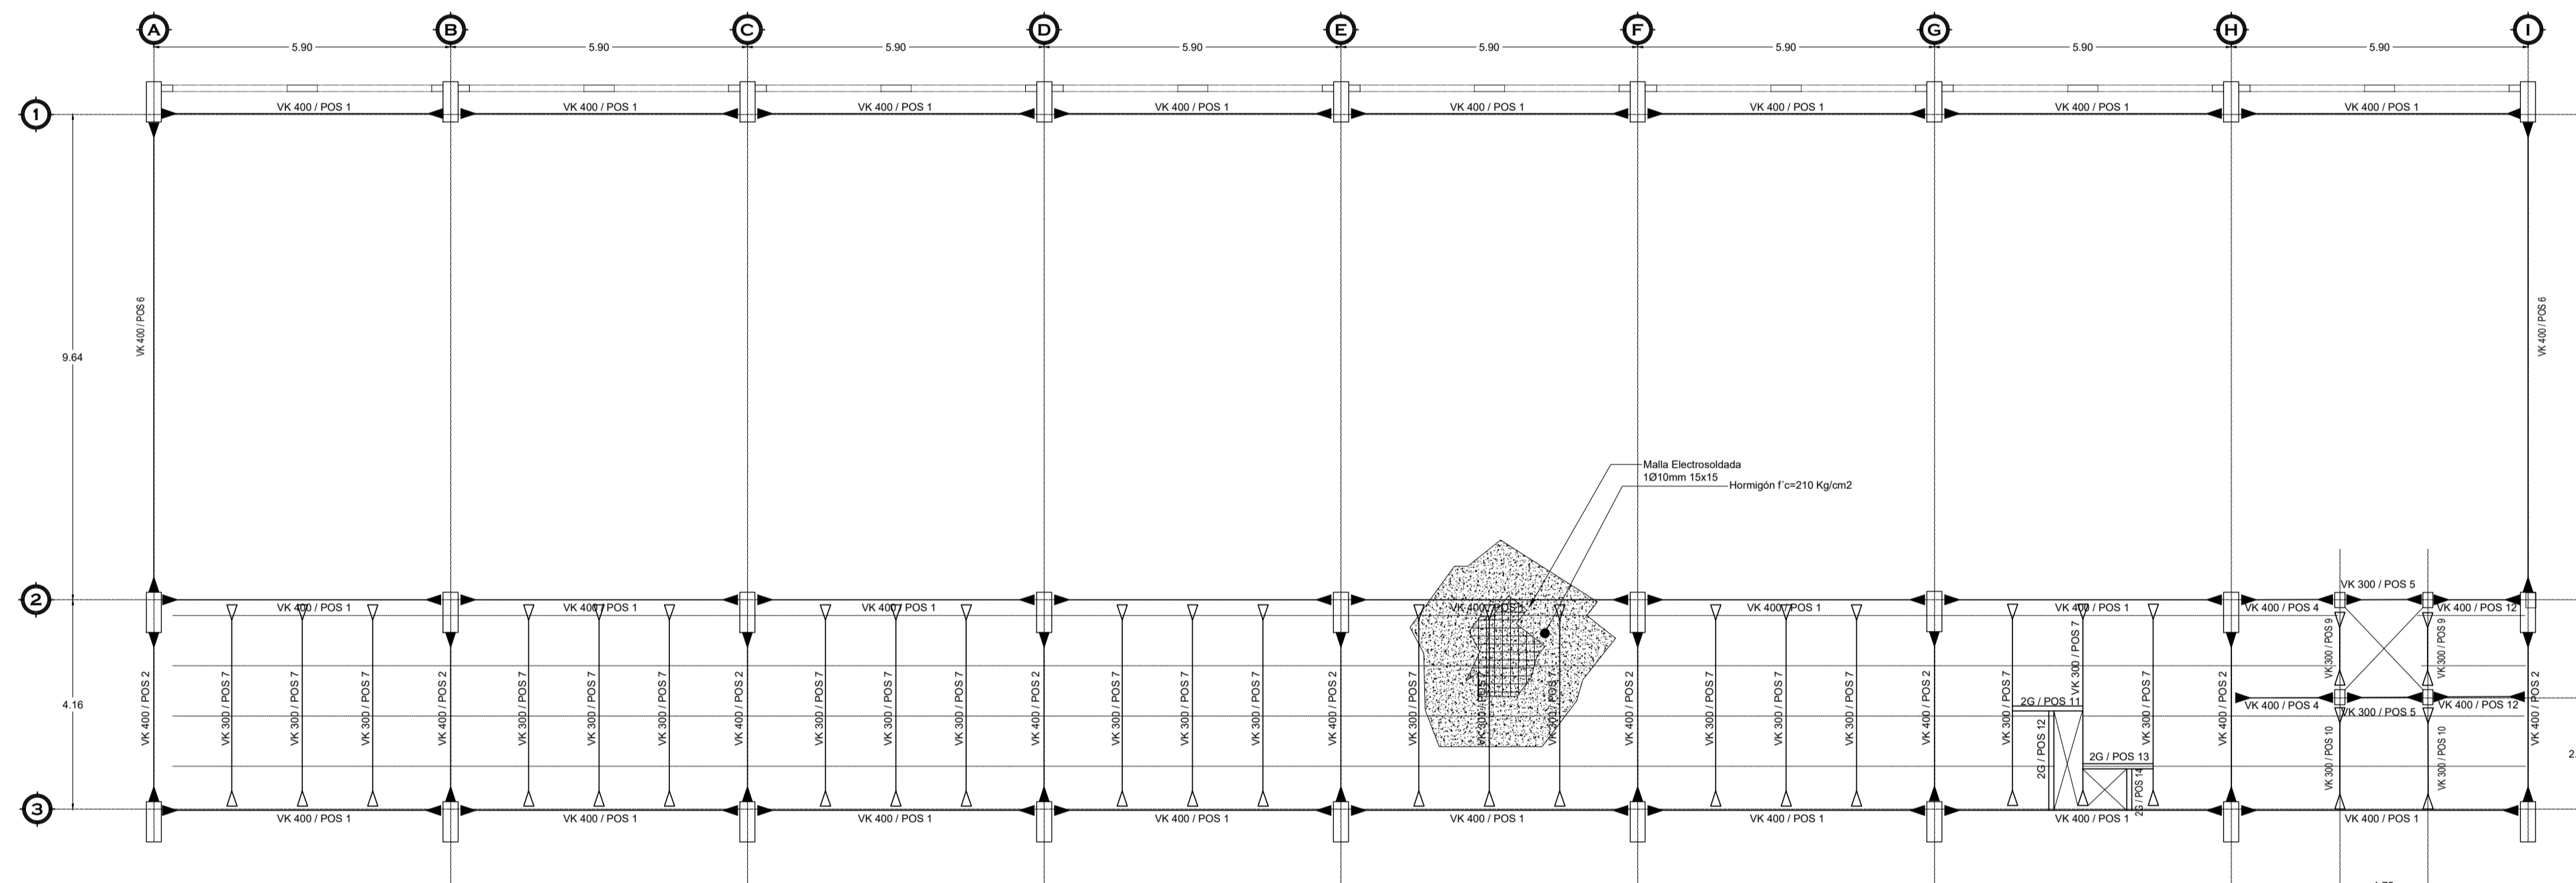 A B C D E F G H I
5.90 5.90 5.90 5.90 5.90 5.90 5.90 5.90
1
VK 400 / POS 1 VK 400 / POS 1 VK 400 / POS 1 VK 400 / POS 1 VK 400 / POS 1 VK 400 / POS 1 VK 400 / POS 1 VK 400 / POS 1
VK 400 / POS 6
VK 400 / POS 6
9.64
Malla Electrosoldada
1Ø10mm 15x15
Hormigón f´c=210 Kg/cm2
VK 300 / POS 5
2
VK 400 / POS 1 VK 400 / POS 1 VK 400 / POS 1 VK 400 / POS 1 VK 400 / POS 1 VK 400 / POS 1 VK 400 / POS 4 VK 400 / POS 12
VK 300 / POS 9
VK 300 / POS 9
4.16
VK 400 / POS 2
VK 300 / POS 7
VK 300 / POS 7
VK 300 / POS 7
VK 400 / POS 2
VK 300 / POS 7
VK 300 / POS 7
VK 300 / POS 7
VK 400 / POS 2
VK 300 / POS 7
VK 300 / POS 7
VK 300 / POS 7
VK 400 / POS 2
VK 300 / POS 7
VK 300 / POS 7
VK 300 / POS 7
VK 400 / POS 2
VK 300 / POS 7
VK 300 / POS 7
VK 300 / POS 7
VK 400 / POS 2
VK 300 / POS 7
VK 300 / POS 7
VK 300 / POS 7
VK 400 / POS 2
VK 300 / POS 7
VK 300 / POS 7
VK 300 / POS 7
VK 400 / POS 2
VK 400 / POS 2
2G / POS 11
2G / POS 12
2G / POS 13
2G / POS 14
VK 400 / POS 4 VK 300 / POS 5 VK 400 / POS 12
VK 300 / POS 10
VK 300 / POS 10
2.
3
VK 400 / POS 1 VK 400 / POS 1 VK 400 / POS 1 VK 400 / POS 1 VK 400 / POS 1 VK 400 / POS 1 VK 400 / POS 1 VK 400 / POS 1